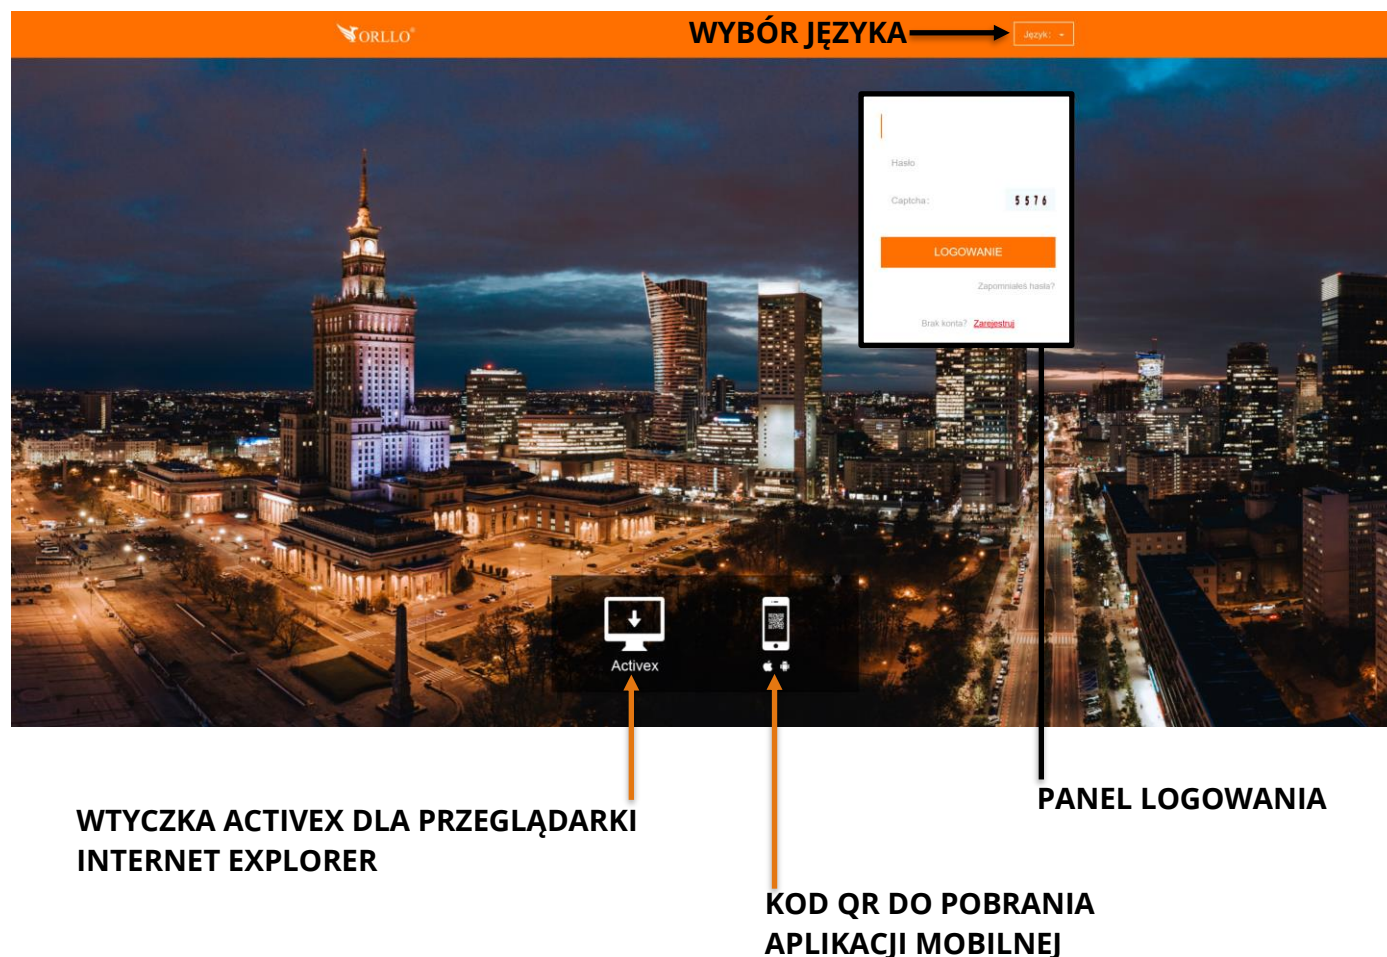 ORLLO®
WYBÓR JĘZYKA
Język:
Hasło
Captcha:
5576
LOGOWANIE
Zapomniałeś hasła?
Brak konta? Zarejestruj
Activex
PANEL LOGOWANIA
WTYCZKA ACTIVEX DLA PRZEGLĄDARKI
INTERNET EXPLORER
KOD QR DO POBRANIA
APLIKACJI MOBILNEJ